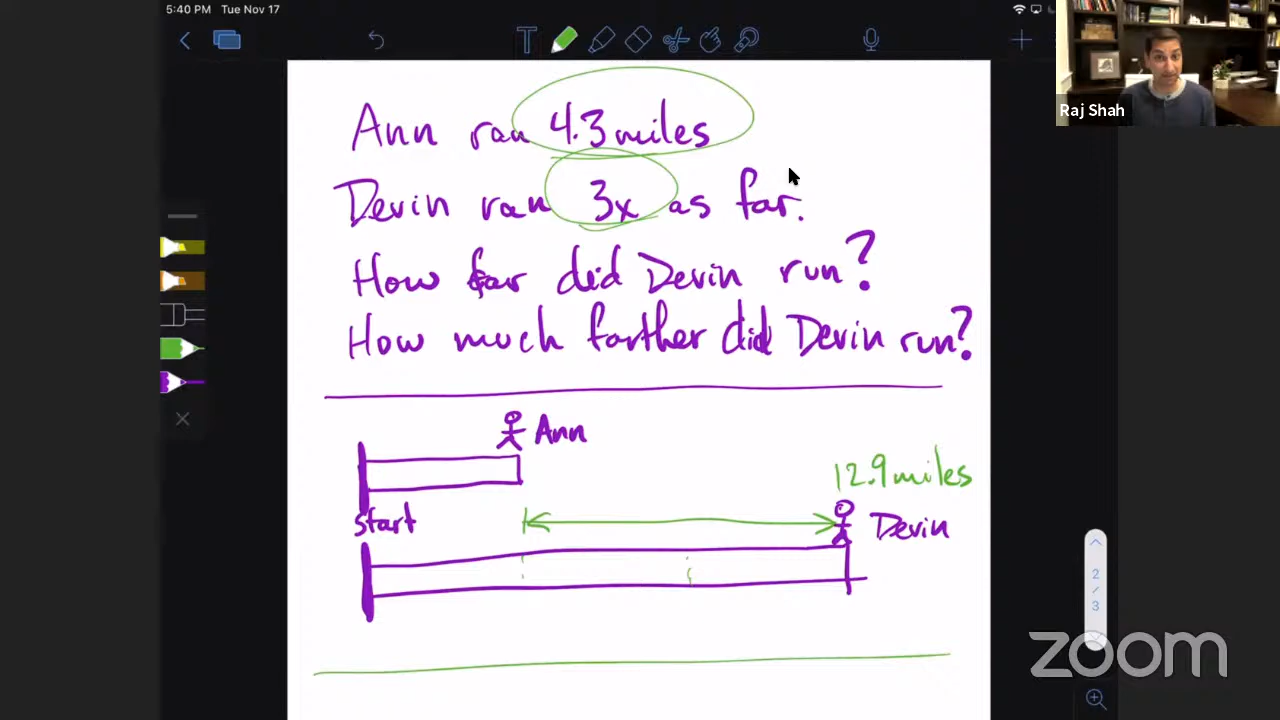 5:40 PM Tue Nov 17
Raj Shah
Ann ran 4.3 miles
Devin ran 3x as far.
How far did Devin run?
How much farther did Devin run?
Ann
12.9 miles
start
Devin
2
/
3
zoom